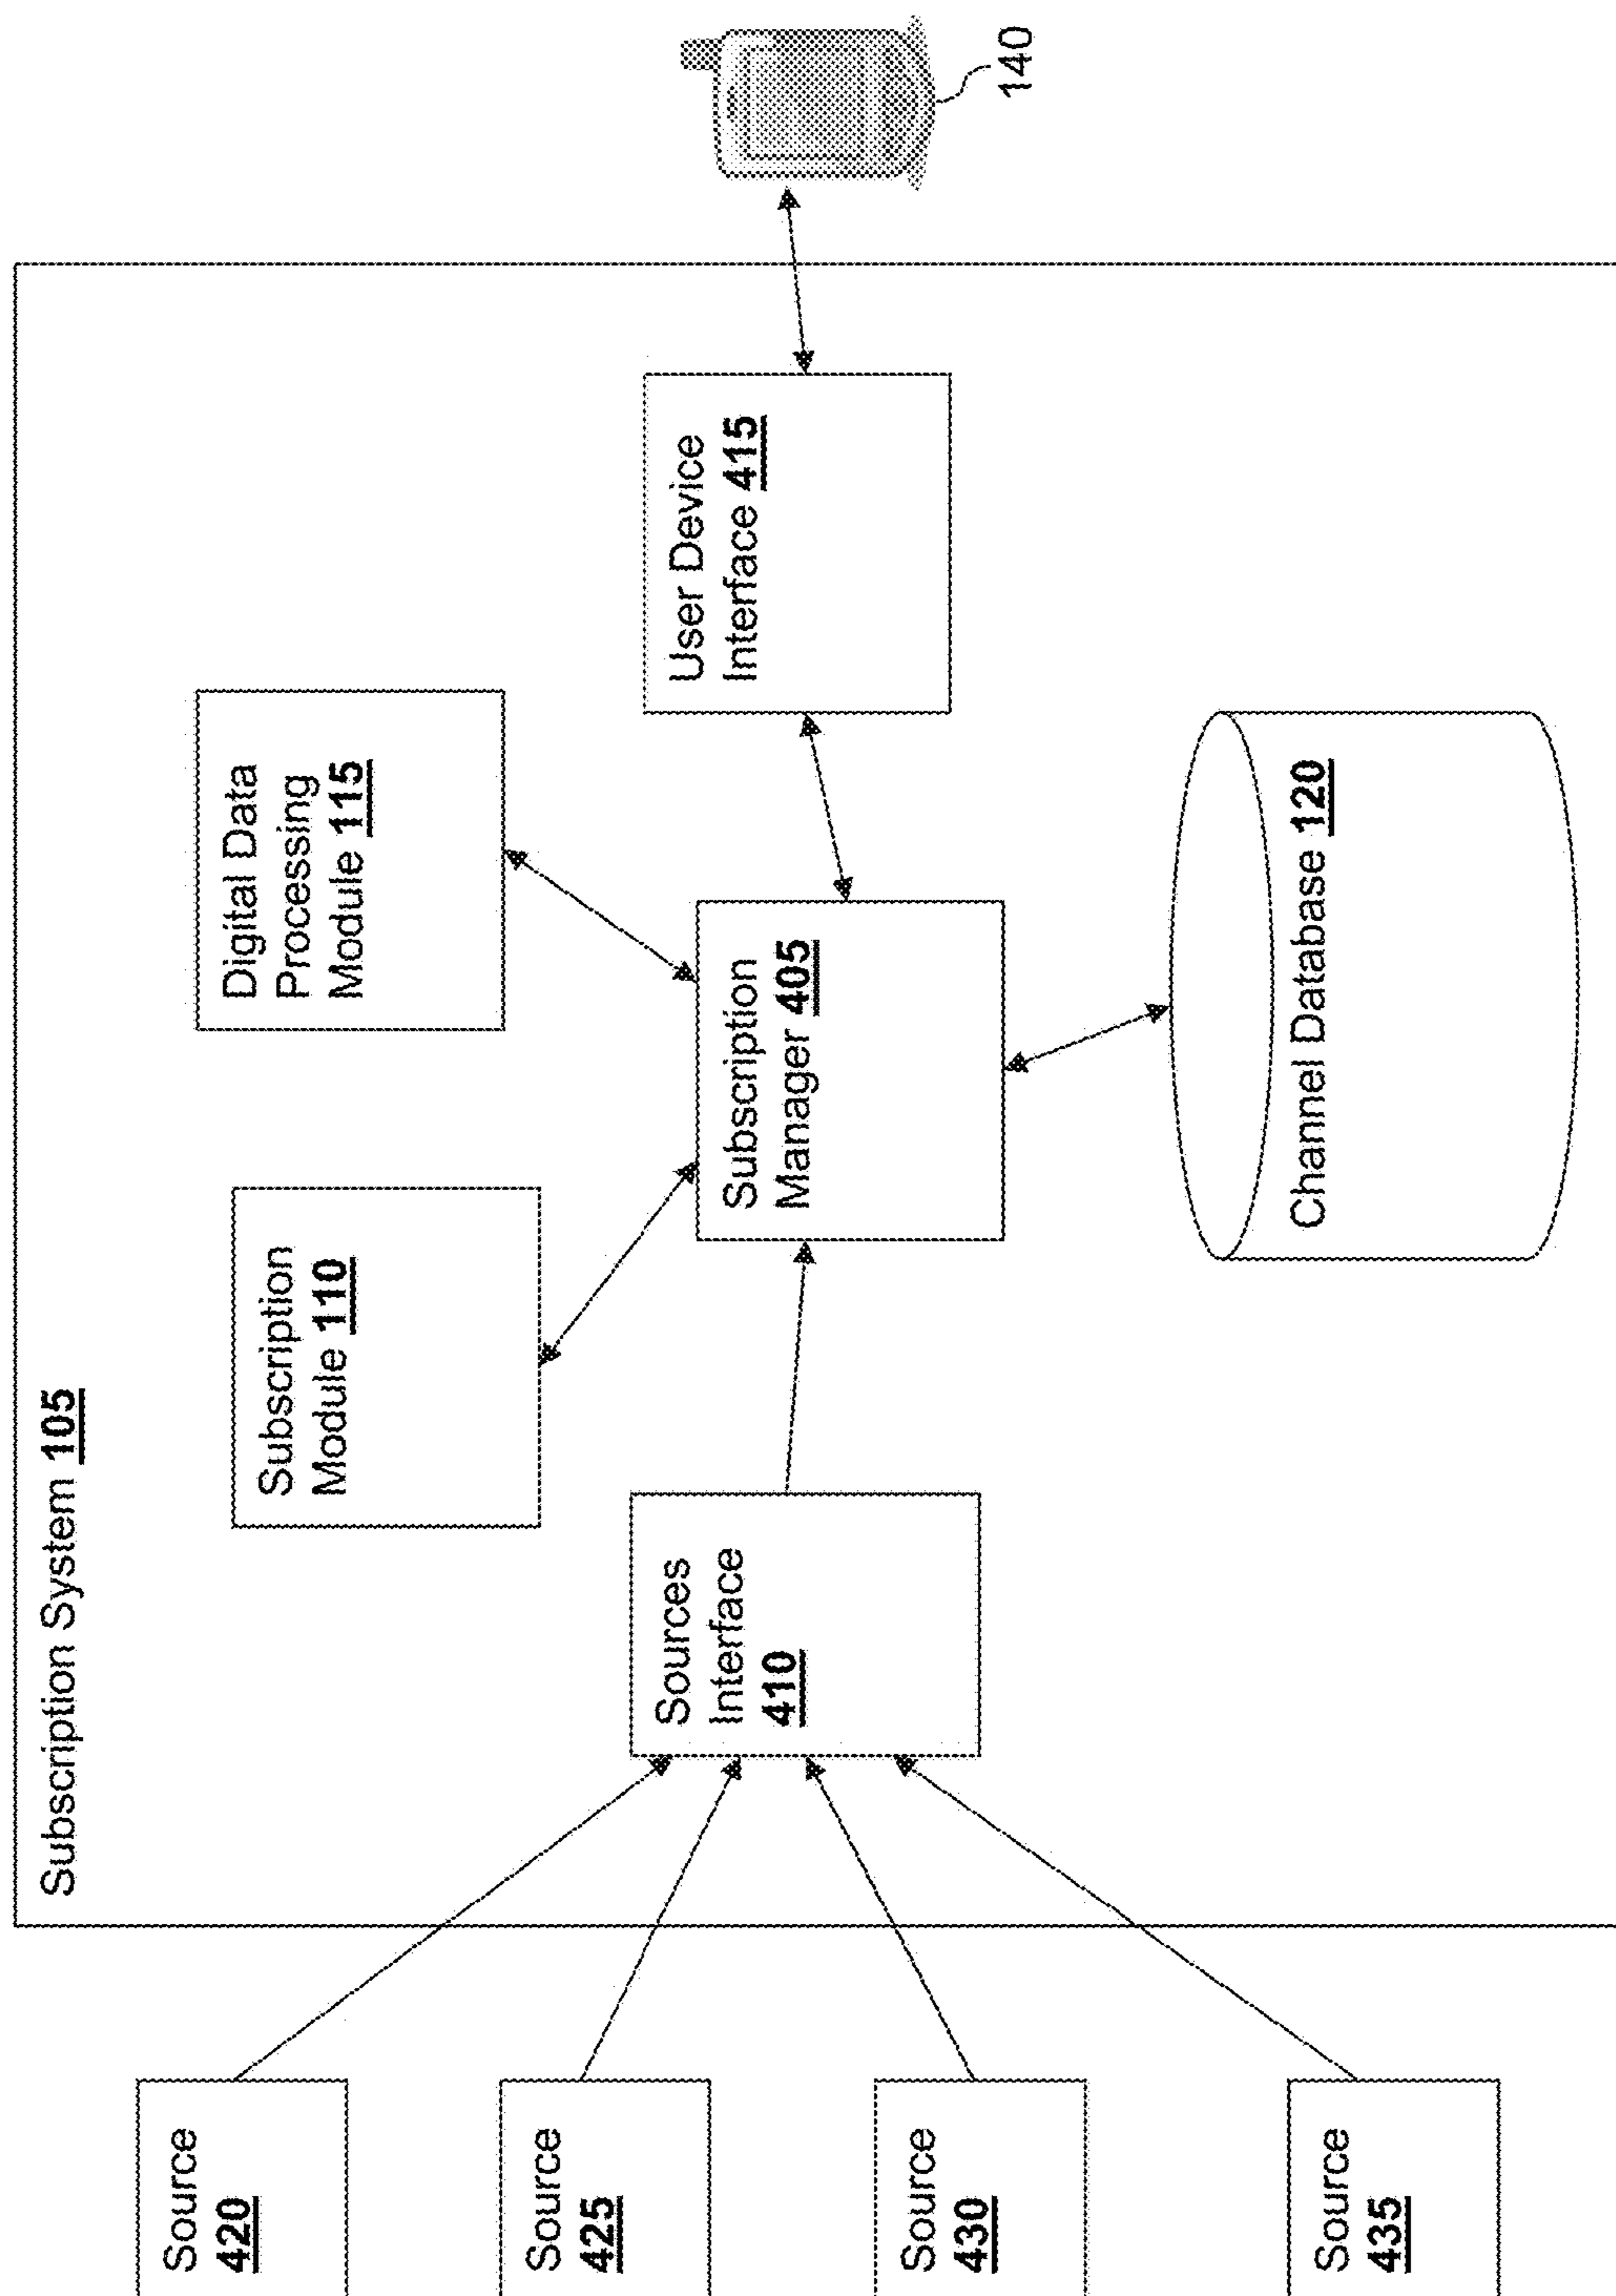 Subscription System 105
Digital Data
Processing
Module 115
Subscription
Module 110
User Device
Interface 415
Subscription
Manager 405
Sources
Interface
410
Channel Database 120
140
Source
420
Source
425
Source
430
Source
435